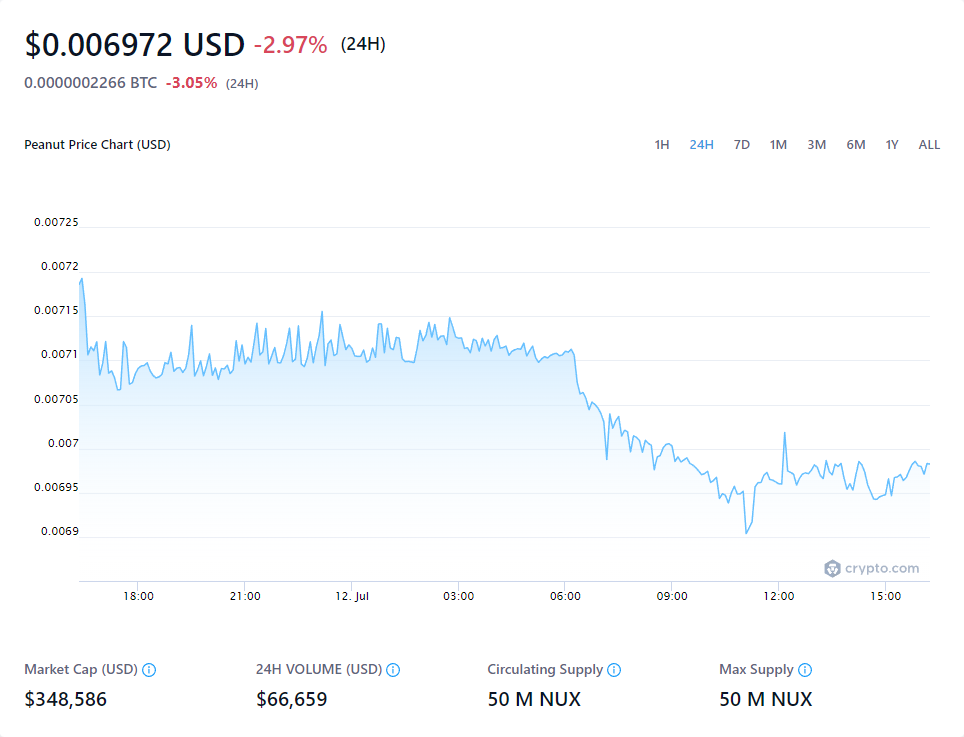 $0.006972 USD -2.97% (24H)
0.0000002266 BTC -3.05% (24H)
Peanut Price Chart (USD)
1H 24H 7D 1M 3M 6M 1Y ALL
0.00725
0.0072
0.00715
0.0071
0.00705
0.007
0.00695
0.0069
crypto.com
18:00 21:00 12. Jul 03:00 06:00 09:00 12:00 15:00
Market Cap (USD) 24H VOLUME (USD) Circulating Supply Max Supply
$348,586 $66,659 50 M NUX 50 M NUX